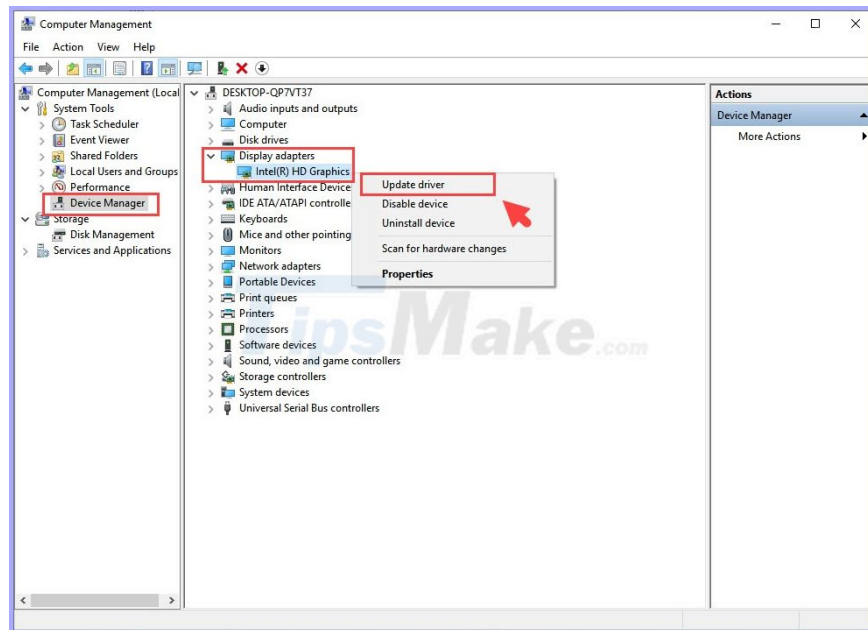 Computer Management
File Action View Help
Computer Management (Local
System Tools
Task Scheduler
Event Viewer
Shared Folders
Local Users and Groups
Performance
Device Manager
Storage
Disk Management
Services and Applications
DESKTOP-QP7VT37
Audio inputs and outputs
Computer
Disk drives
Display adapters
Intel(R) HD Graphics
Human Interface Device
IDE ATA/ATAPI controlle
Keyboards
Mice and other pointing
Monitors
Network adapters
Portable Devices
Print queues
Printers
Processors
Software devices
Sound, video and game controllers
Storage controllers
System devices
Universal Serial Bus controllers
Update driver
Disable device
Uninstall device
Scan for hardware changes
Properties
Actions
Device Manager
More Actions
TipsMake.com